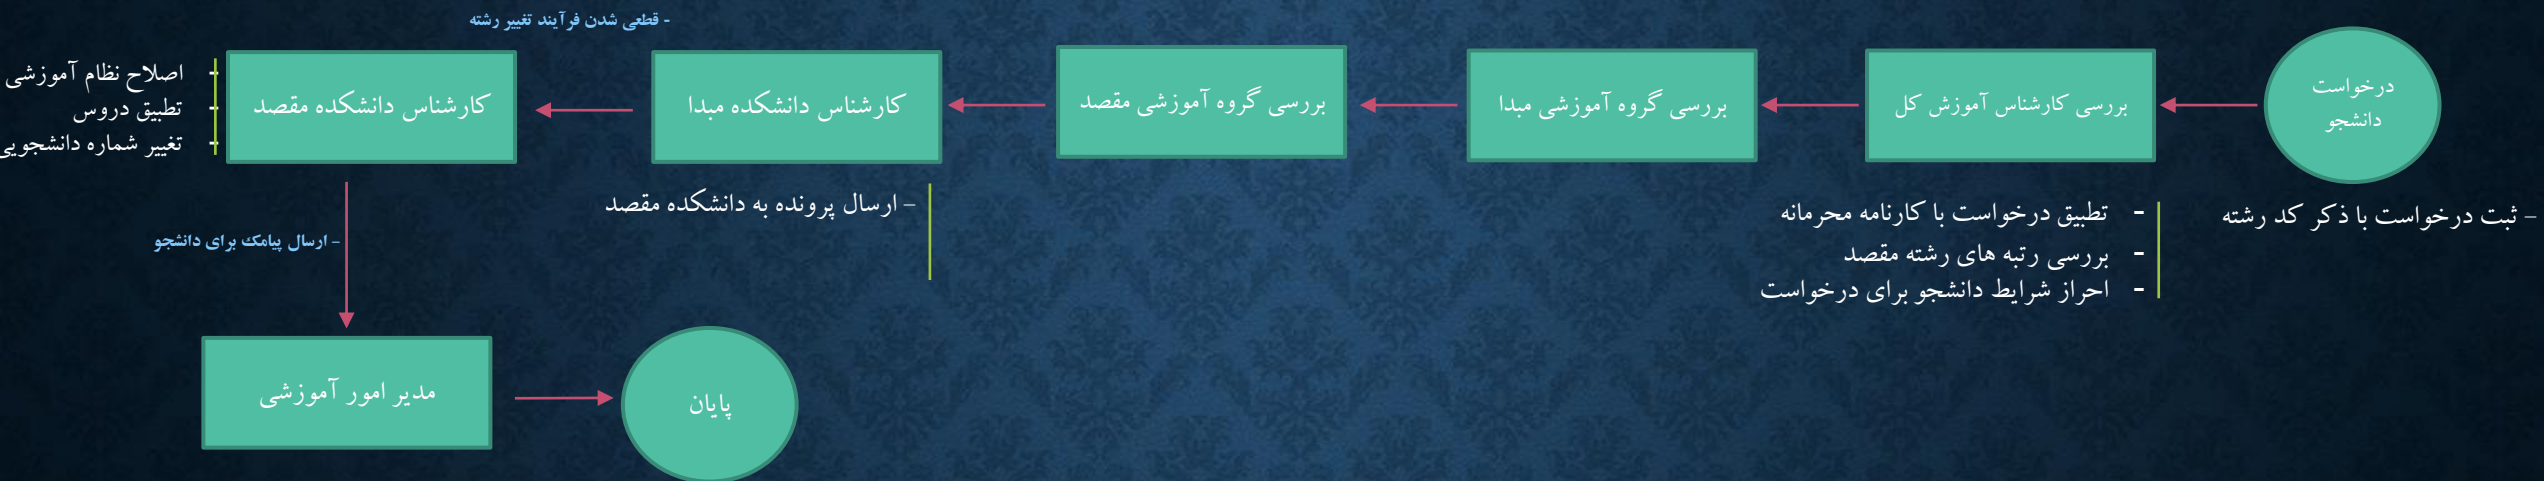 - قطعی شدن فرآیند تغییر رشته
درخواست
دانشجو
بررسی کارشناس آموزش کل
بررسی گروه آموزشی مبدا
بررسی گروه آموزشی مقصد
کارشناس دانشکده مبدا
کارشناس دانشکده مقصد
- اصلاح نظام آموزشی
- تطبیق دروس
- تغییر شماره دانشجویی
- ثبت درخواست با ذکر کد رشته
- تطبیق درخواست با کارنامه محرمانه
- بررسی رتبه های رشته مقصد
- احراز شرایط دانشجو برای درخواست
- ارسال پرونده به دانشکده مقصد
- ارسال پیامک برای دانشجو
مدیر امور آموزشی
پایان